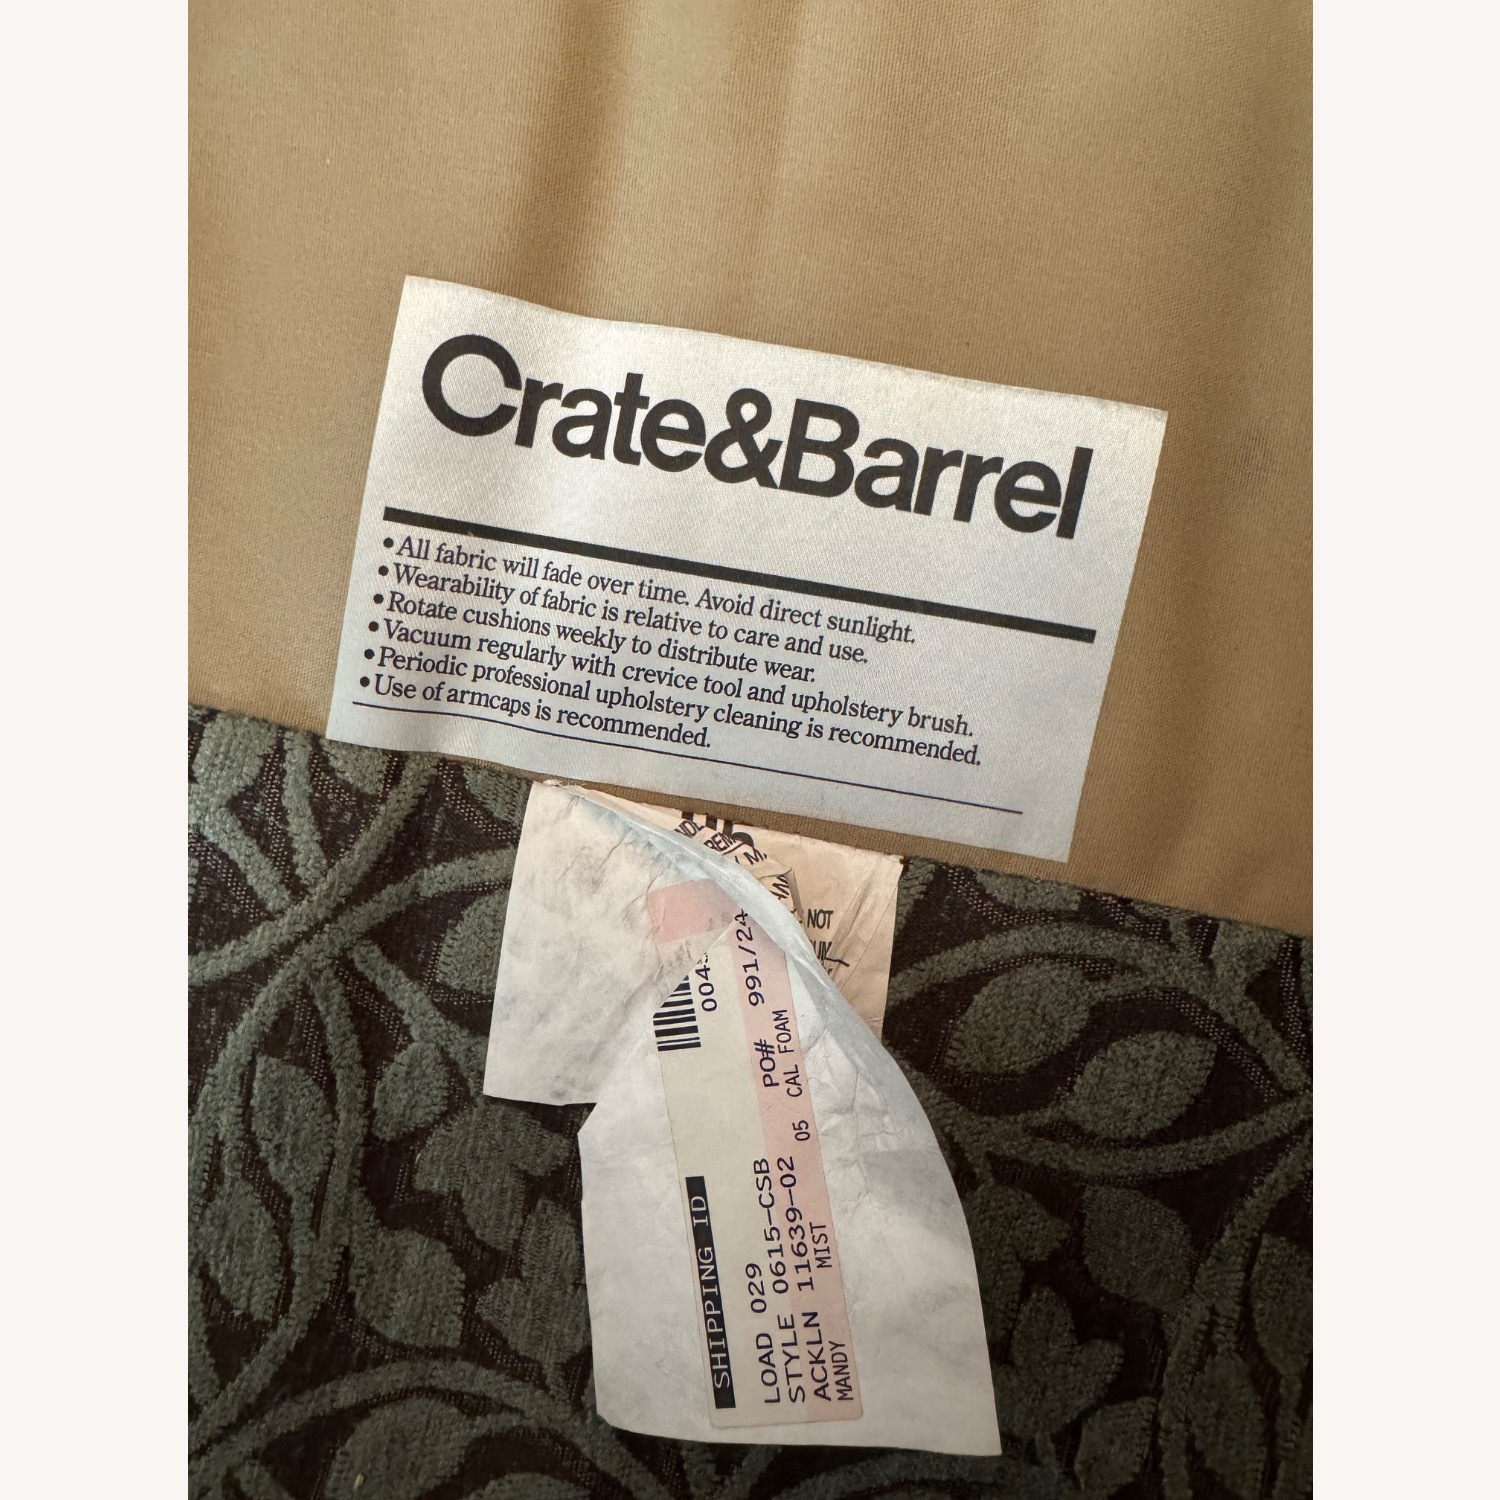 Crate&Barrel
•All fabric will fade over time. Avoid direct sunlight.
•Wearability of fabric is relative to care and use.
•Rotate cushions weekly to distribute wear.
•Vacuum regularly with crevice tool and upholstery brush.
•Periodic professional upholstery cleaning is recommended.
•Use of armcaps is recommended.
NOT
SHIPPING ID
004
LOAD 029 PO# 991/24
STYLE 0615-CSB
ACKLN 11639-02 05 CAL FOAM
MANDY MIST